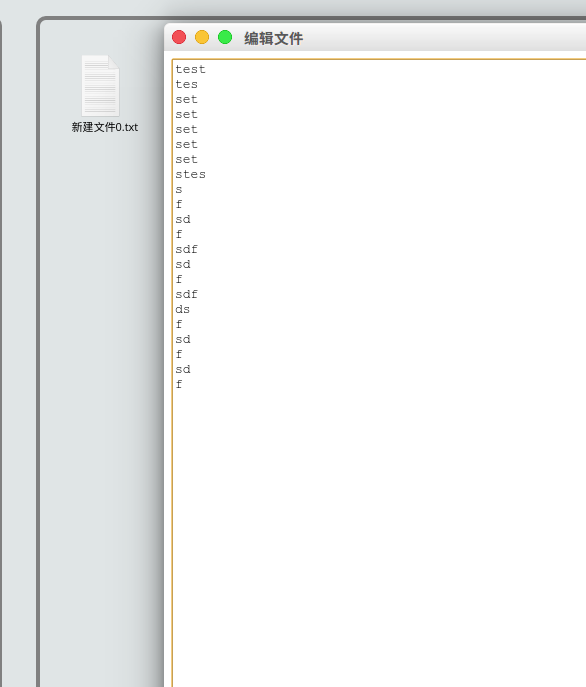 编辑文件
新建文件0.txt
test
tes
set
set
set
set
set
stes
s
f
sd
f
sdf
sd
f
sdf
ds
f
sd
f
sd
f